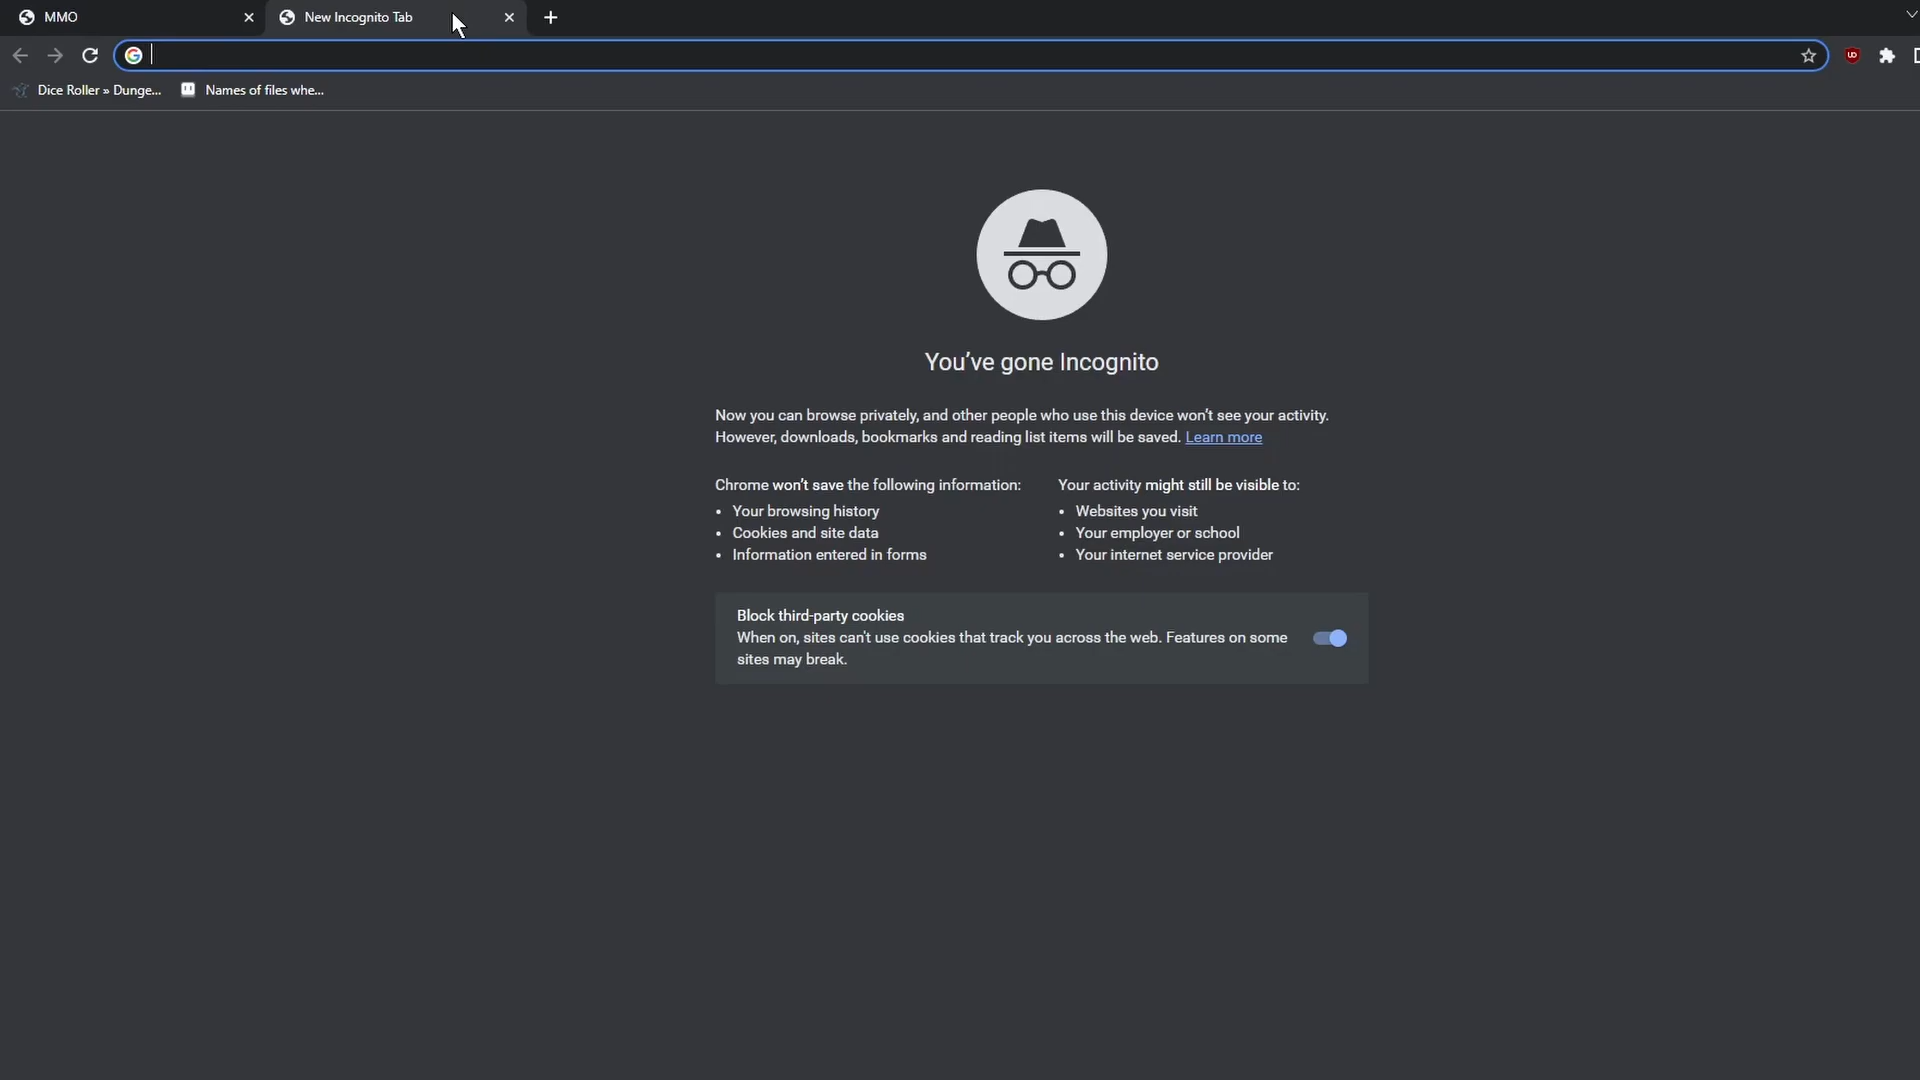 MMO
New Incognito Tab
Dice Roller » Dunge...
Names of files whe...
You've gone Incognito
Now you can browse privately, and other people who use this device won't see your activity.
However, downloads, bookmarks and reading list items will be saved. Learn more
Chrome won't save the following information:
Your browsing history
Cookies and site data
Information entered in forms
Your activity might still be visible to:
Websites you visit
Your employer or school
Your internet service provider
Block third-party cookies
When on, sites can't use cookies that track you across the web. Features on some
sites may break.